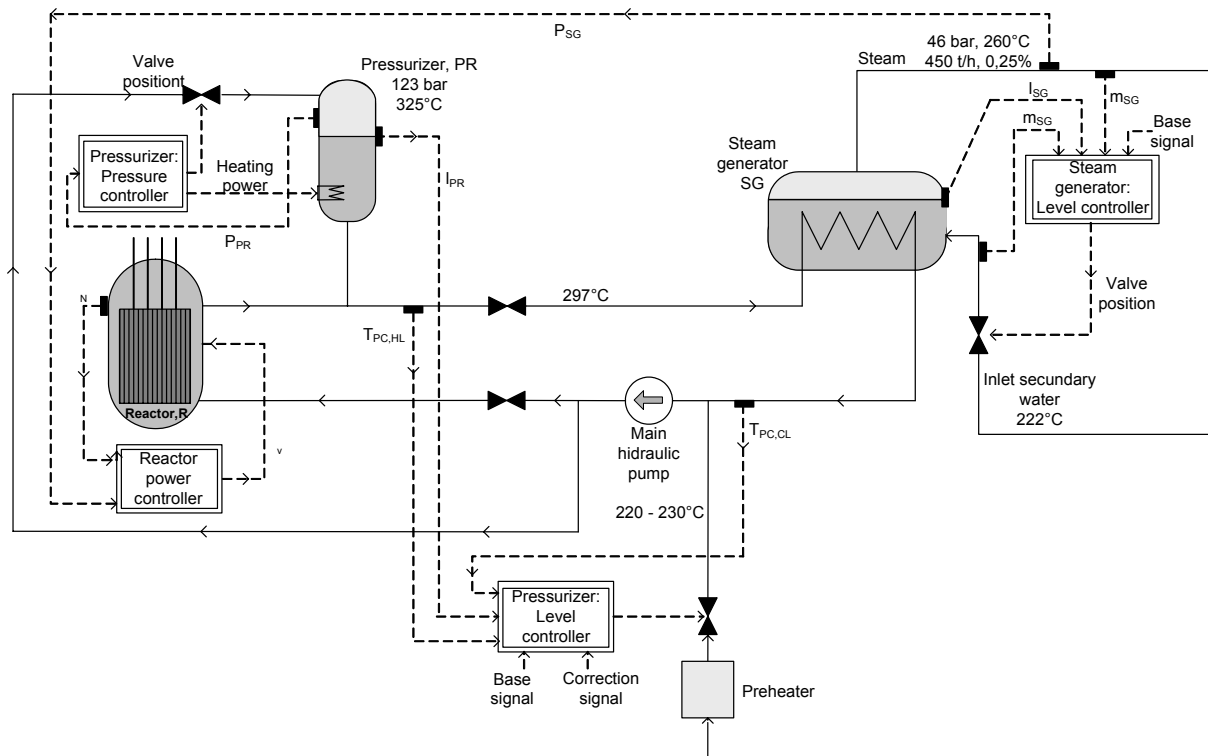 P_SG
46 bar, 260°C
Steam 450 t/h, 0,25%
Valve
positiont
Pressurizer, PR
123 bar
325°C
l_SG
m_SG
m_SG
Base
signal
Pressurizer:
Pressure
controller
Heating
power
l_PR
Steam
generator
SG
Steam
generator:
Level controller
P_PR
N
297°C
Valve
position
T_PC,HL
Reactor,R
Inlet secundary
water
222°C
Main
hidraulic
pump
T_PC,CL
Reactor
power
controller
v
220 - 230°C
Pressurizer:
Level
controller
Base
signal
Correction
signal
Preheater